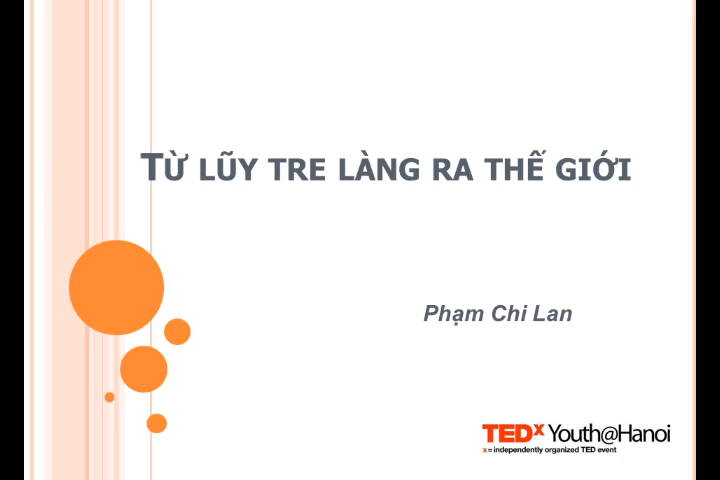 TỪ LŨY TRE LÀNG RA THẾ GIỚI
Phạm Chi Lan
TEDx Youth@Hanoi
x = independently organized TED event